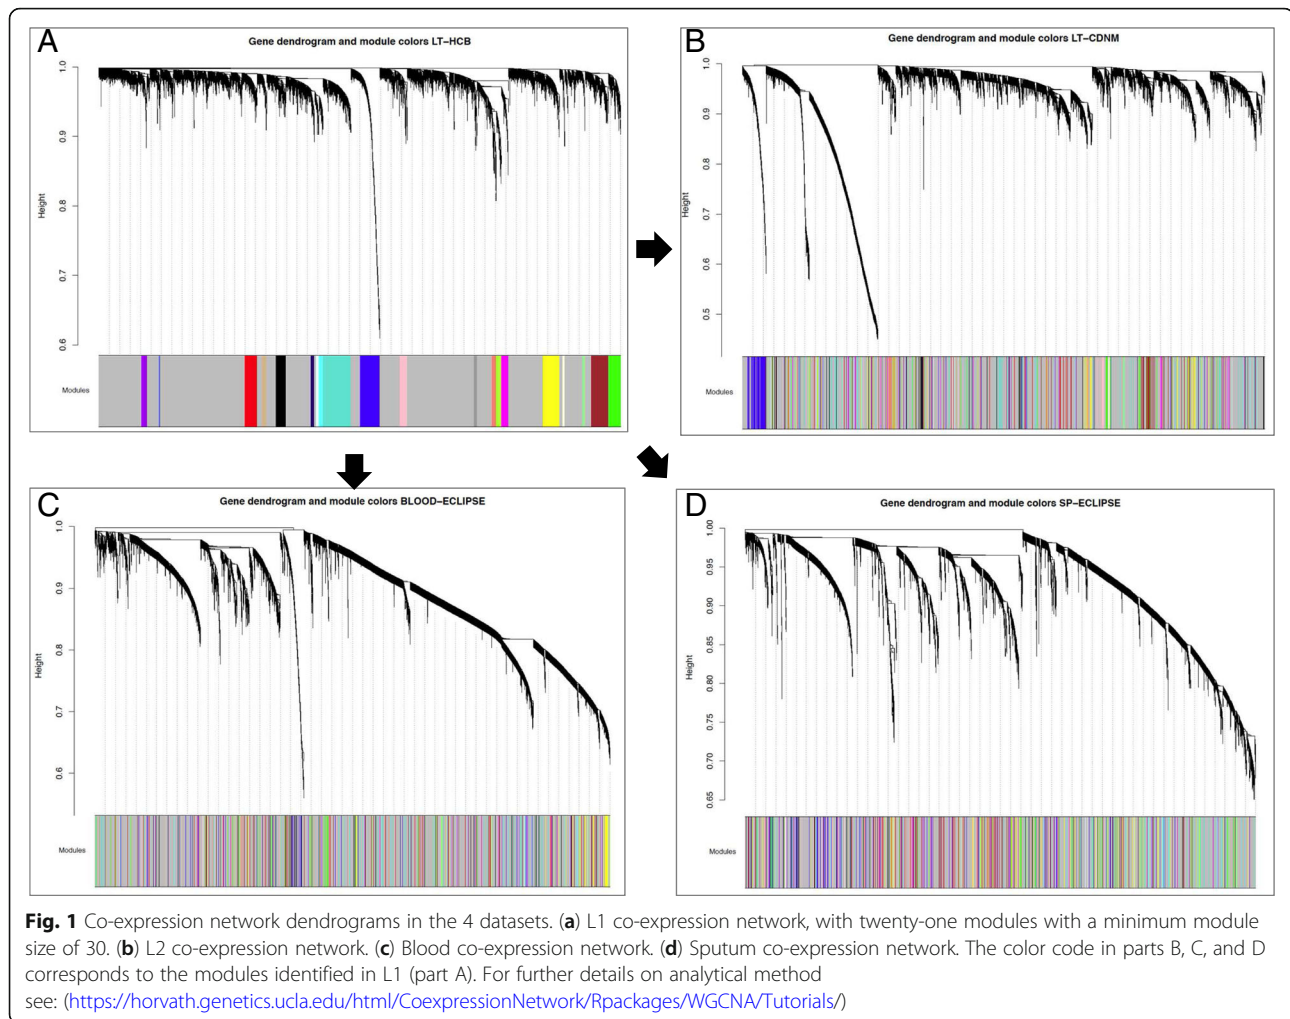 A
Gene dendrogram and module colors LT–HCB
Height
1.0
0.9
0.8
0.7
0.6
Modules
B
Gene dendrogram and module colors LT–CDNM
Height
1.0
0.9
0.8
0.7
0.6
0.5
Modules
C
Gene dendrogram and module colors BLOOD–ECLIPSE
Height
1.0
0.9
0.8
0.7
0.6
Modules
D
Gene dendrogram and module colors SP–ECLIPSE
Height
1.00
0.95
0.90
0.85
0.80
0.75
0.70
0.65
Modules
Fig. 1 Co-expression network dendrograms in the 4 datasets. (a) L1 co-expression network, with twenty-one modules with a minimum module
size of 30. (b) L2 co-expression network. (c) Blood co-expression network. (d) Sputum co-expression network. The color code in parts B, C, and D
corresponds to the modules identified in L1 (part A). For further details on analytical method
see: (https://horvath.genetics.ucla.edu/html/CoexpressionNetwork/Rpackages/WGCNA/Tutorials/)